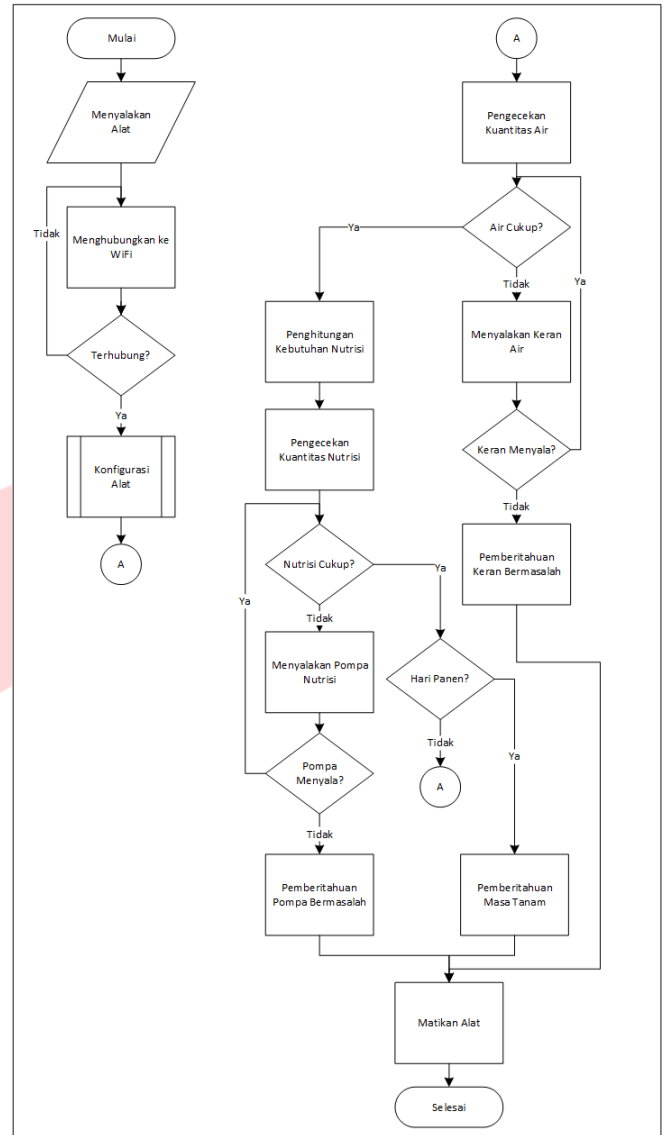 Mulai
Menyalakan
Alat
Tidak
Menghubungkan ke
WiFi
Terhubung?
Ya
Konfigurasi
Alat
A
A
Pengecekan
Kuantitas Air
Air Cukup?
Ya
Tidak
Ya
Menyalakan Keran
Air
Keran Menyala?
Tidak
Pemberitahuan
Keran Bermasalah
Penghitungan
Kebutuhan Nutrisi
Pengecekan
Kuantitas Nutrisi
Nutrisi Cukup?
Ya
Ya
Tidak
Menyalakan Pompa
Nutrisi
Pompa
Menyala?
Tidak
Pemberitahuan
Pompa Bermasalah
Hari Panen?
Tidak
A
Ya
Pemberitahuan
Masa Tanam
Matikan Alat
Selesai